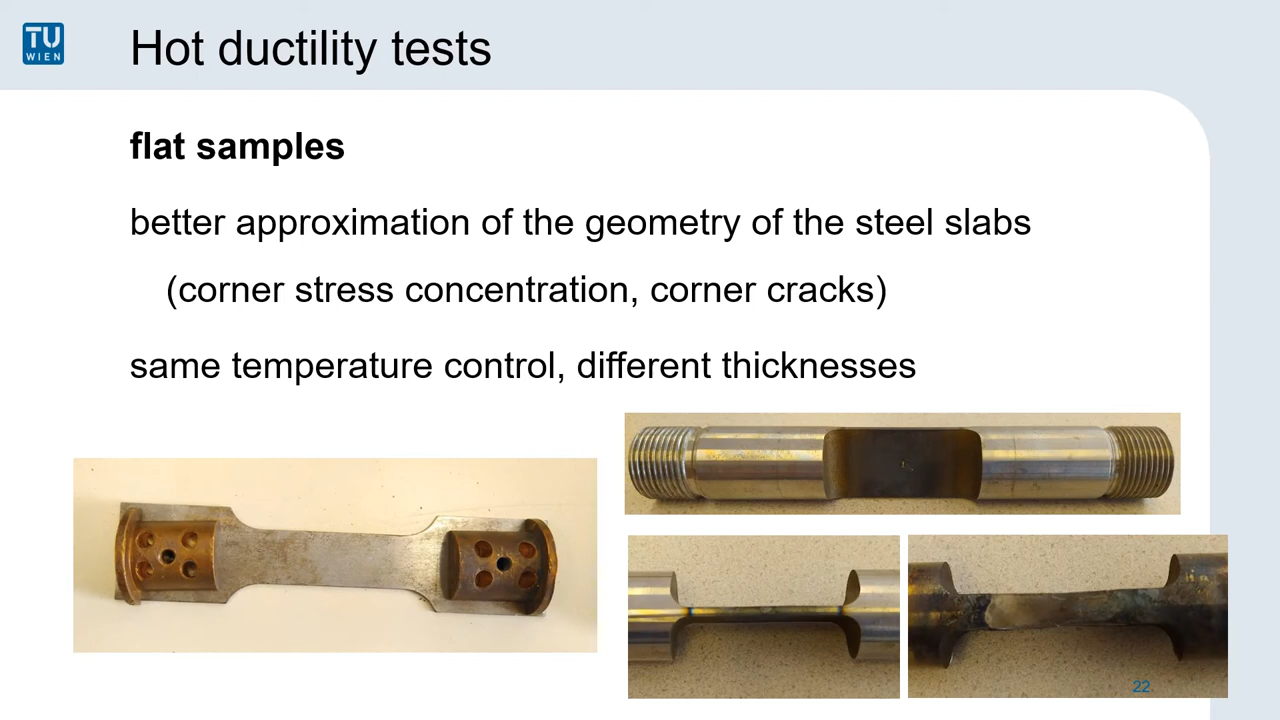 TU
WIEN
Hot ductility tests
flat samples
better approximation of the geometry of the steel slabs
(corner stress concentration, corner cracks)
same temperature control, different thicknesses
22